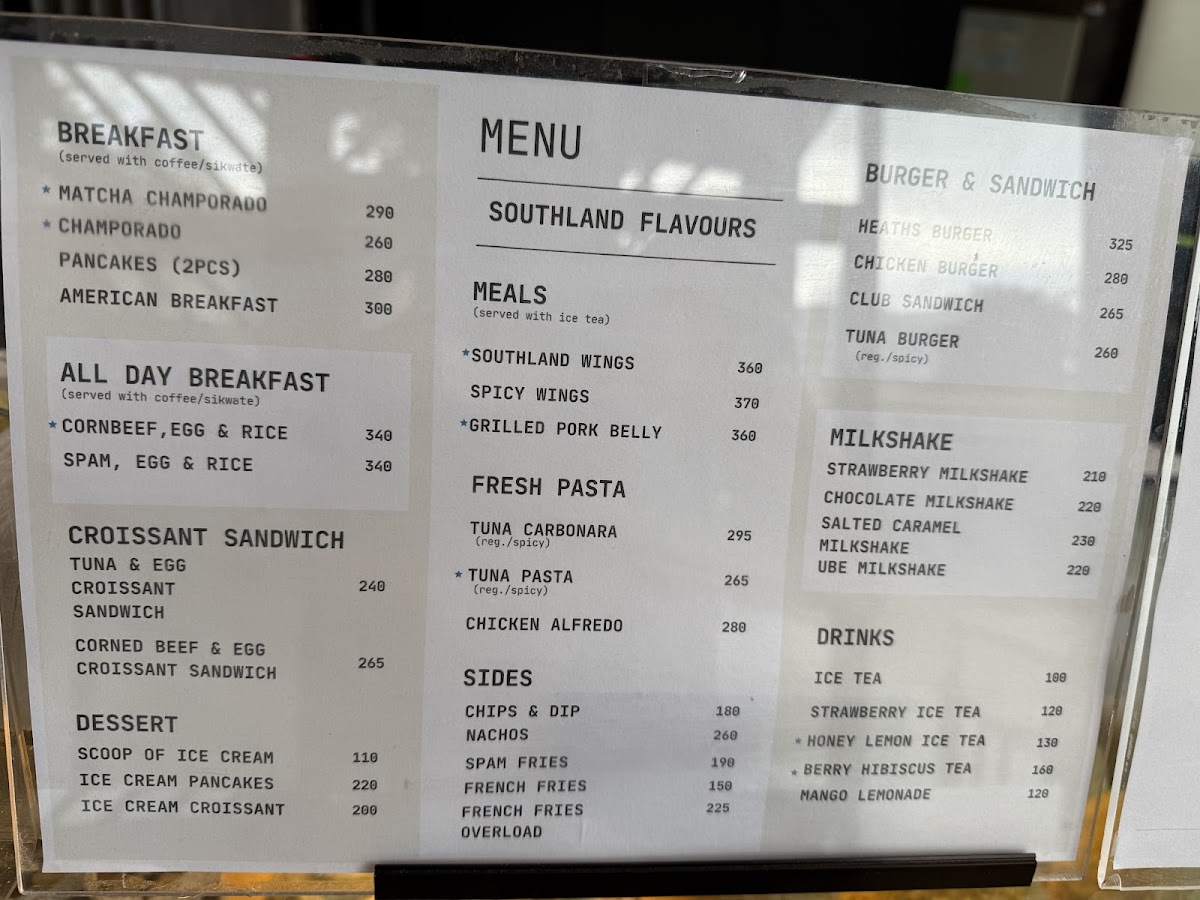 BREAKFAST
(served with coffee/sikwate)
★ MATCHA CHAMPORADO 290
★ CHAMPORADO 260
PANCAKES (2PCS) 280
AMERICAN BREAKFAST 300
ALL DAY BREAKFAST
(served with coffee/sikwate)
★ CORNBEEF,EGG & RICE 340
SPAM, EGG & RICE 340
CROISSANT SANDWICH
TUNA & EGG
CROISSANT 240
SANDWICH
CORNED BEEF & EGG
CROISSANT SANDWICH 265
DESSERT
SCOOP OF ICE CREAM 110
ICE CREAM PANCAKES 220
ICE CREAM CROISSANT 200
MENU
SOUTHLAND FLAVOURS
MEALS
(served with ice tea)
★ SOUTHLAND WINGS 360
SPICY WINGS 370
★ GRILLED PORK BELLY 360
FRESH PASTA
TUNA CARBONARA 295
(reg./spicy)
★ TUNA PASTA 265
(reg./spicy)
CHICKEN ALFREDO 280
SIDES
CHIPS & DIP 180
NACHOS 260
SPAM FRIES 190
FRENCH FRIES 150
FRENCH FRIES 225
OVERLOAD
BURGER & SANDWICH
HEATHS BURGER 325
CHICKEN BURGER 280
CLUB SANDWICH 265
TUNA BURGER 260
(reg./spicy)
MILKSHAKE
STRAWBERRY MILKSHAKE 210
CHOCOLATE MILKSHAKE 220
SALTED CARAMEL 230
MILKSHAKE
UBE MILKSHAKE 220
DRINKS
ICE TEA 100
STRAWBERRY ICE TEA 120
★ HONEY LEMON ICE TEA 130
★ BERRY HIBISCUS TEA 160
MANGO LEMONADE 120